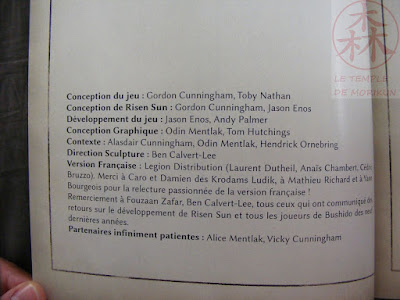 森
LE TEMPLE
DE MORIKUN
Conception du jeu : Gordon Cunningham, Toby Nathan
Conception de Risen Sun : Gordon Cunningham, Jason Enos
Développement du jeu : Jason Enos, Andy Palmer
Conception Graphique : Odin Mentlak, Tom Hutchings
Contexte : Alasdair Cunningham, Odin Mentlak, Hendrick Ornebring
Direction Sculpture : Ben Calvert-Lee
Version Française : Legion Distribution (Laurent Dutheil, Anaïs Chambert,
Bruzzo). Merci à Caro et Damien des Krodams Ludik, à Mathieu Richard et à
Bourgeois pour la relecture passionnée de la version française !
Remerciement à Fouzaan Zafar, Ben Calvert-Lee, tous ceux qui ont communiqué
retours sur le développement de Risen Sun et tous les joueurs de Bushido des
dernières années.
Partenaires infiniment patientes : Alice Mentlak, Vicky Cunningham